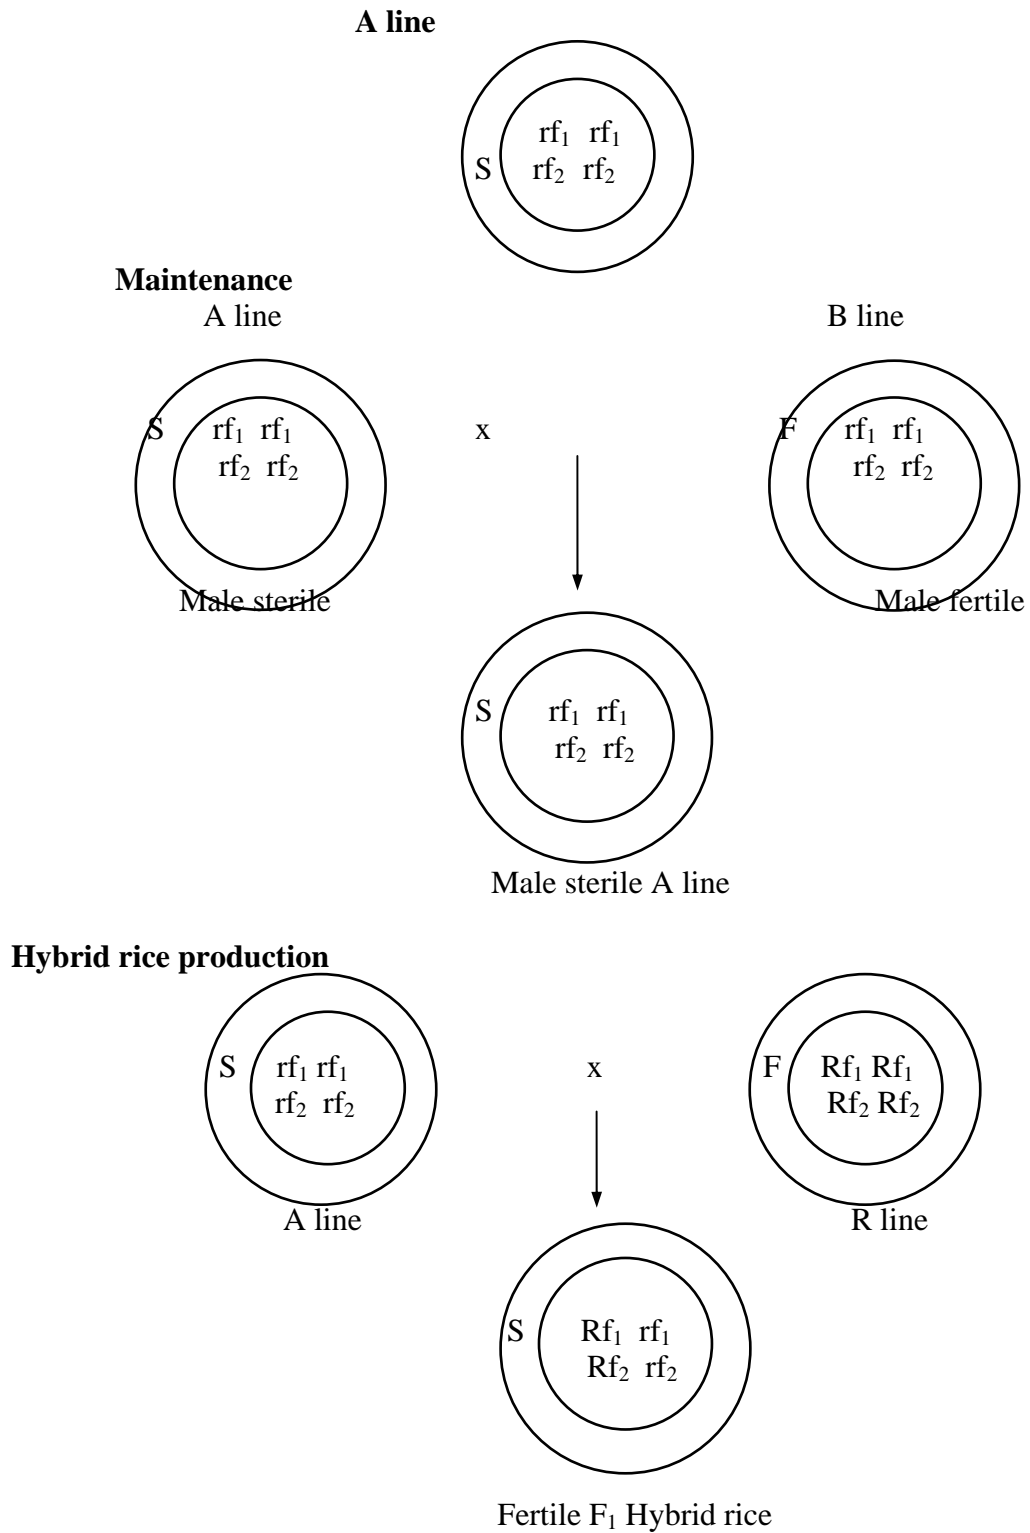 A line
rf₁ rf₁
S rf₂ rf₂
Maintenance
A line B line
S rf₁ rf₁ x F rf₁ rf₁
rf₂ rf₂ rf₂ rf₂
Male sterile Male fertile
S rf₁ rf₁
rf₂ rf₂
Male sterile A line
Hybrid rice production
S rf₁ rf₁ x F Rf₁ Rf₁
rf₂ rf₂ Rf₂ Rf₂
A line R line
S Rf₁ rf₁
Rf₂ rf₂
Fertile F₁ Hybrid rice